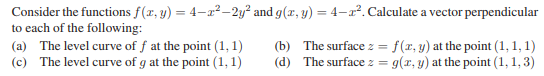 Consider the functions f(x, y) = 4−x²−2y² and g(x, y) = 4−x². Calculate a vector perpendicular
to each of the following:
(a) The level curve of f at the point (1, 1) (b) The surface z = f(x, y) at the point (1, 1, 1)
(c) The level curve of g at the point (1, 1) (d) The surface z = g(x, y) at the point (1, 1, 3)